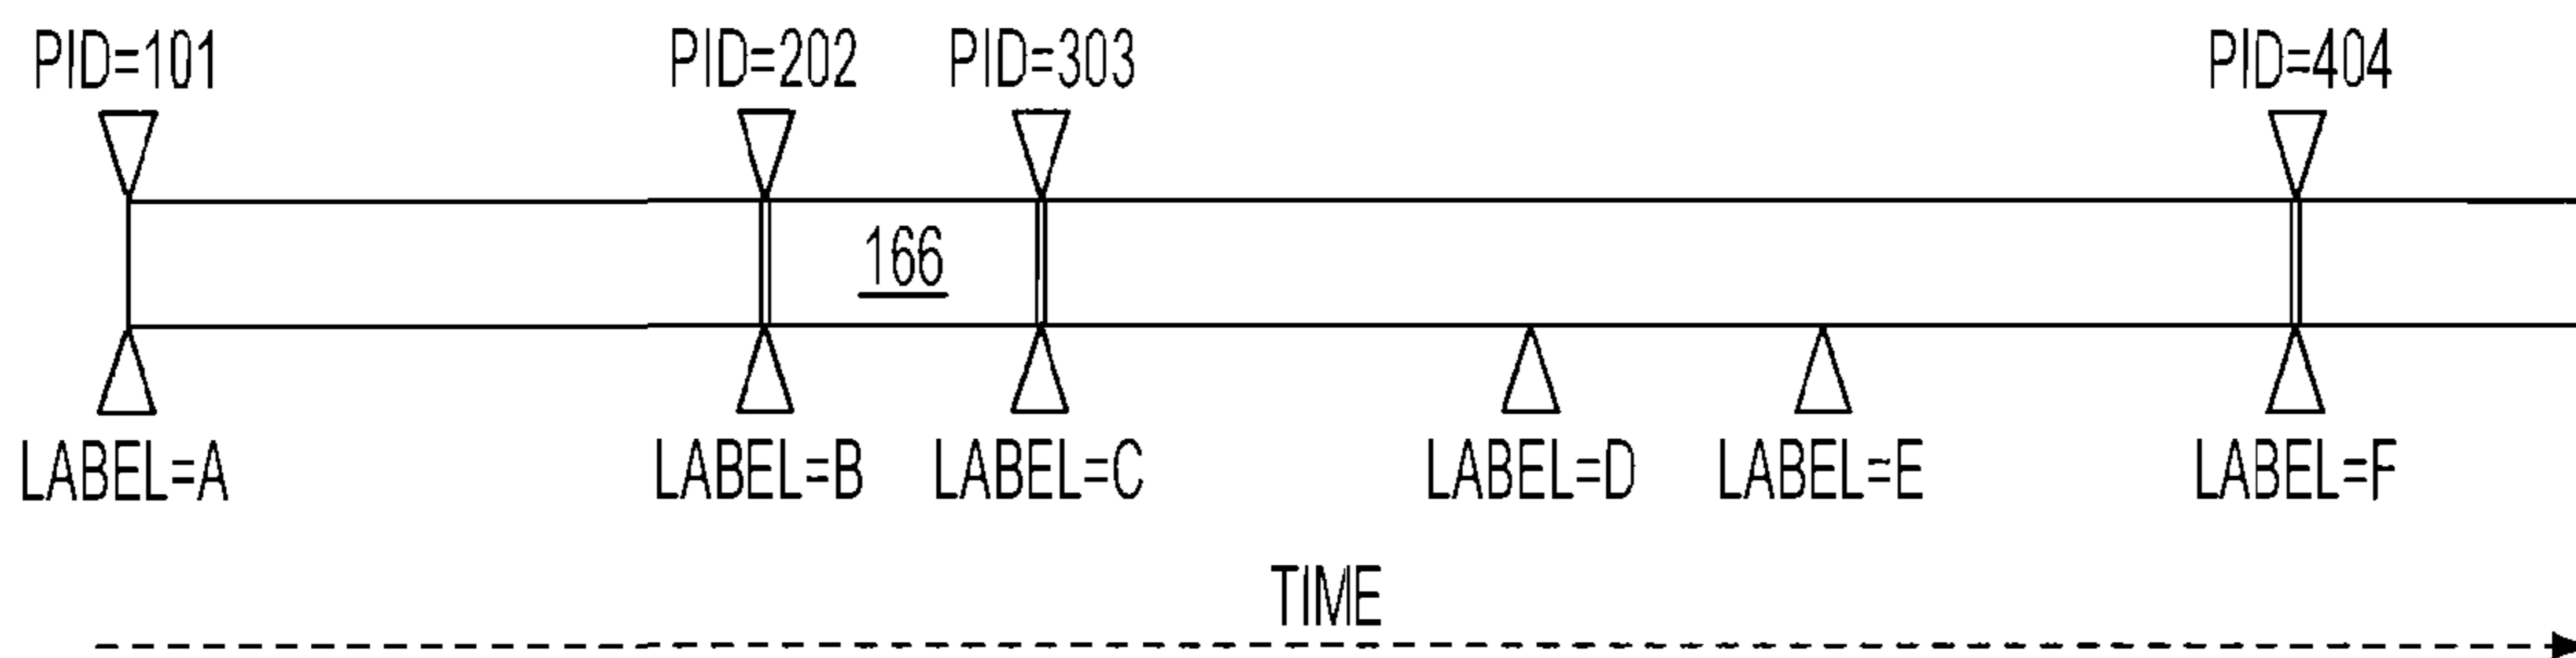 PID=101 PID=202 PID=303 PID=404
166
LABEL=A LABEL=B LABEL=C LABEL=D LABEL=E LABEL=F
TIME